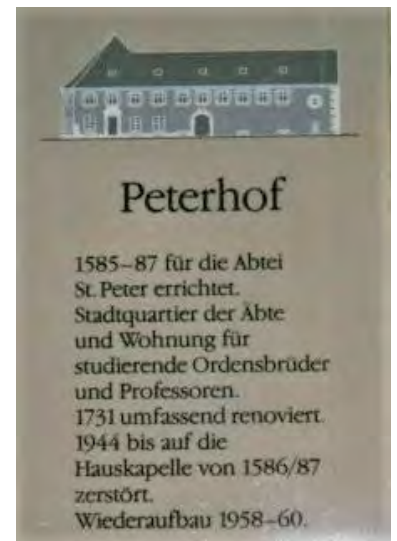 Peterhof
1585–87 für die Abtei
St. Peter errichtet.
Stadtquartier der Äbte
und Wohnung für
studierende Ordensbrüder
und Professoren.
1731 umfassend renoviert.
1944 bis auf die
Hauskapelle von 1586/87
zerstört.
Wiederaufbau 1958–60.